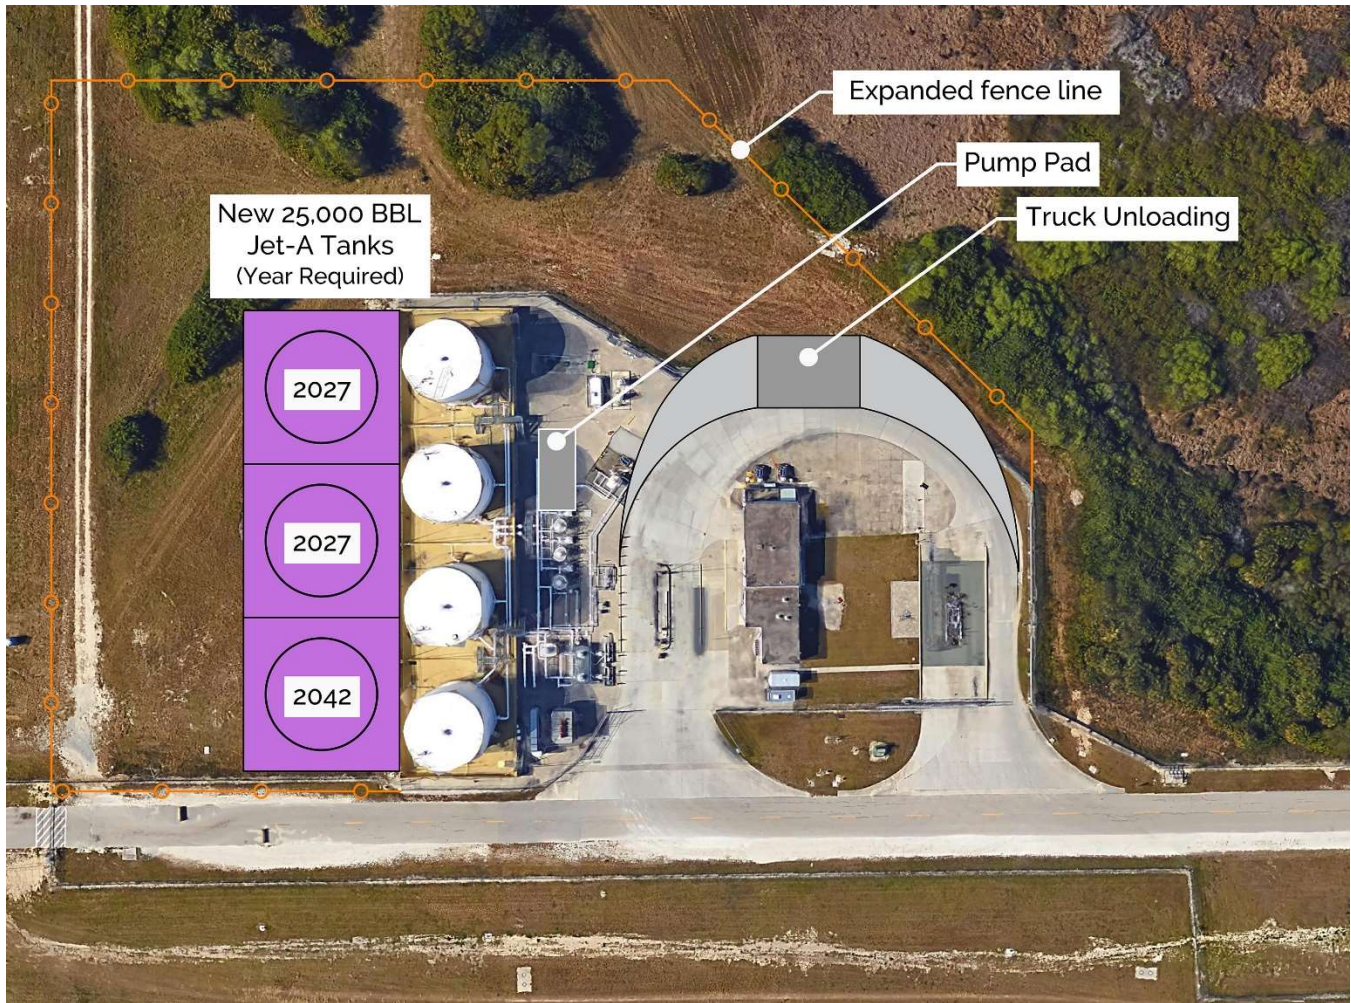 Expanded fence line
Pump Pad
Truck Unloading
New 25,000 BBL
Jet-A Tanks
(Year Required)
2027
2027
2042